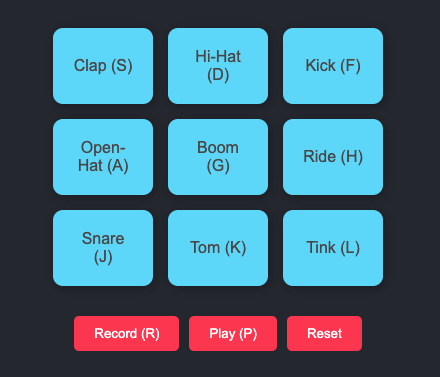 Clap (S)
Hi-Hat
(D)
Kick (F)
Open-
Hat (A)
Boom
(G)
Ride (H)
Snare
(J)
Tom (K)
Tink (L)
Record (R)
Play (P)
Reset